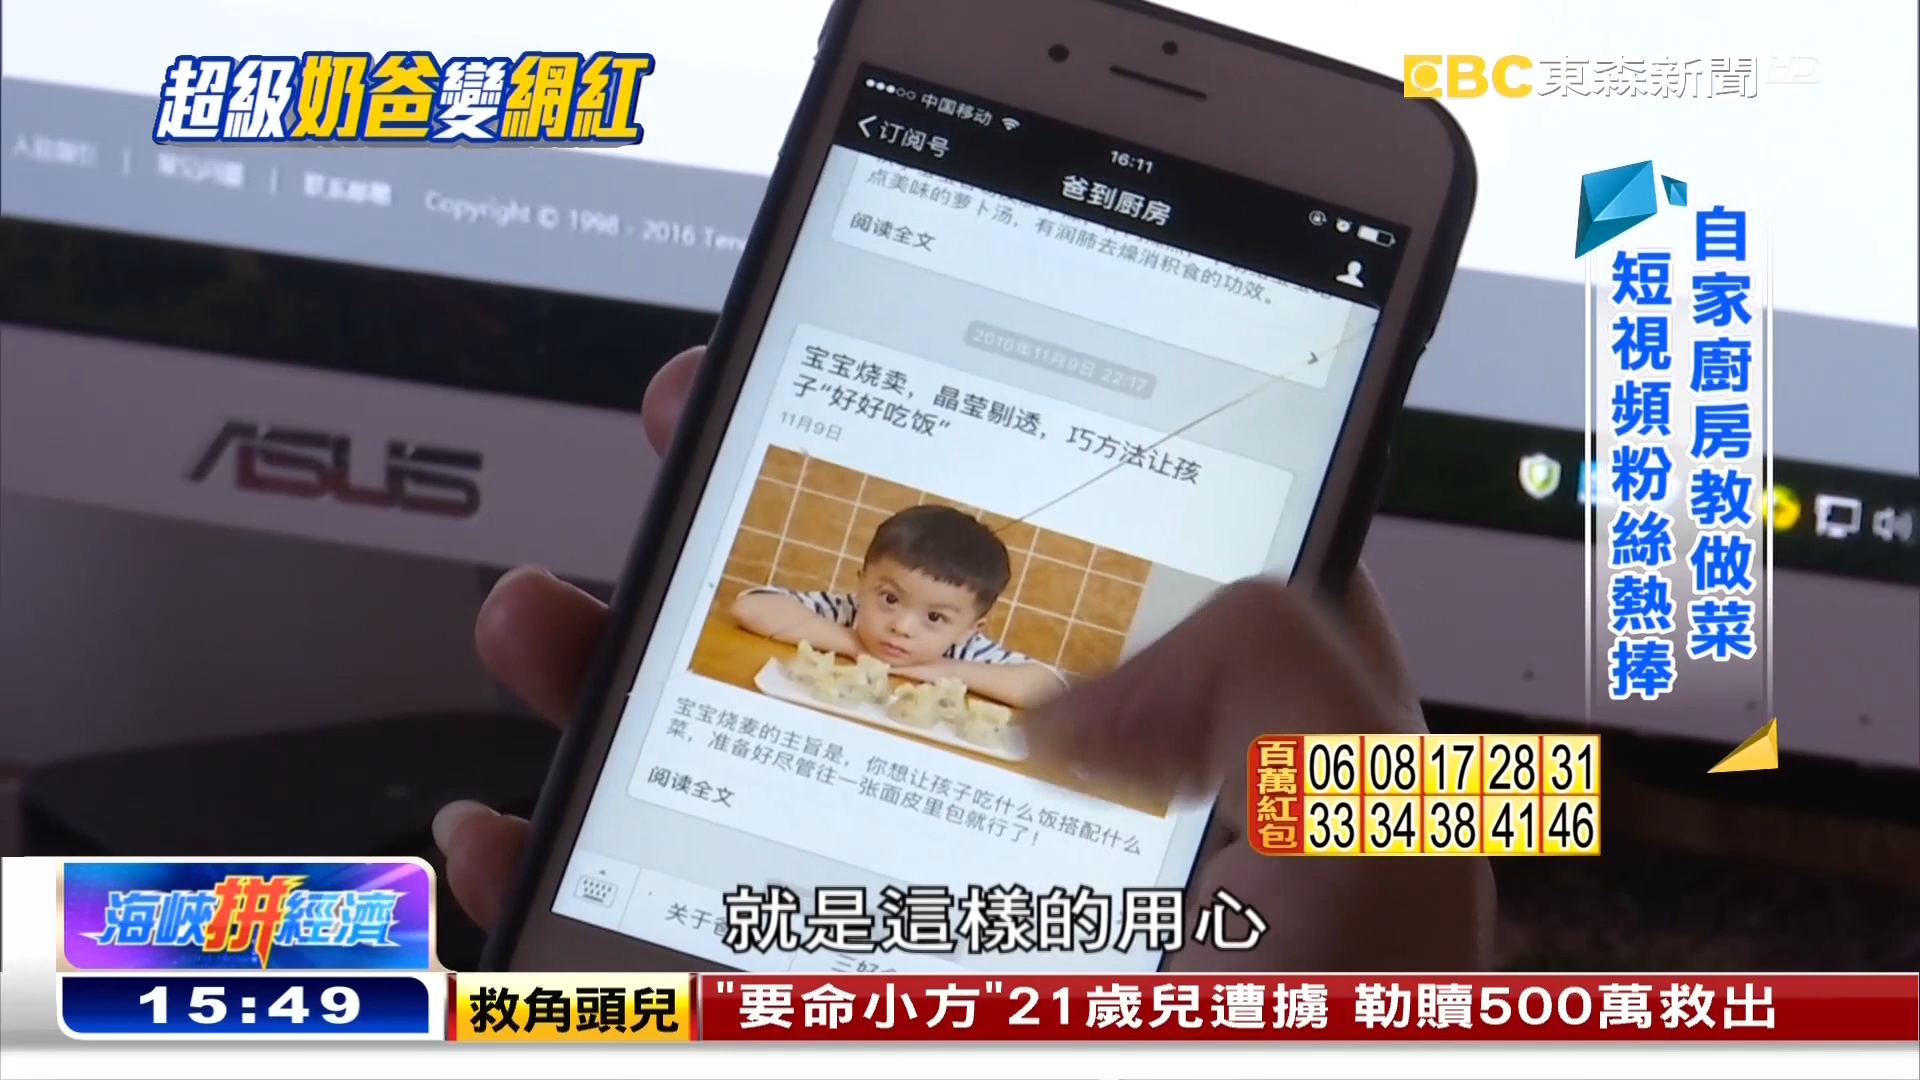 超級奶爸變網紅
EBC東森新聞HD
自家廚房教做菜
短視頻粉絲熱捧
Copyright © 1998 - 2016
ASUS
中国移动
16:11
订阅号
爸到厨房
点美味的萝卜汤，有润肺去燥消积食的功效。
阅读全文
2016年11月9日 22:17
宝宝烧卖，晶莹剔透，巧方法让孩
子“好好吃饭”
11月9日
宝宝烧麦的主旨是，你想让孩子吃什么饭搭配什么
菜，准备好尽管往一张面皮里包就行了！
阅读全文
关于爸
百萬紅包
06 08 17 28 31
33 34 38 41 46
就是這樣的用心
海峽拼經濟
15:49
救角頭兒
"要命小方"21歲兒遭擄 勒贖500萬救出